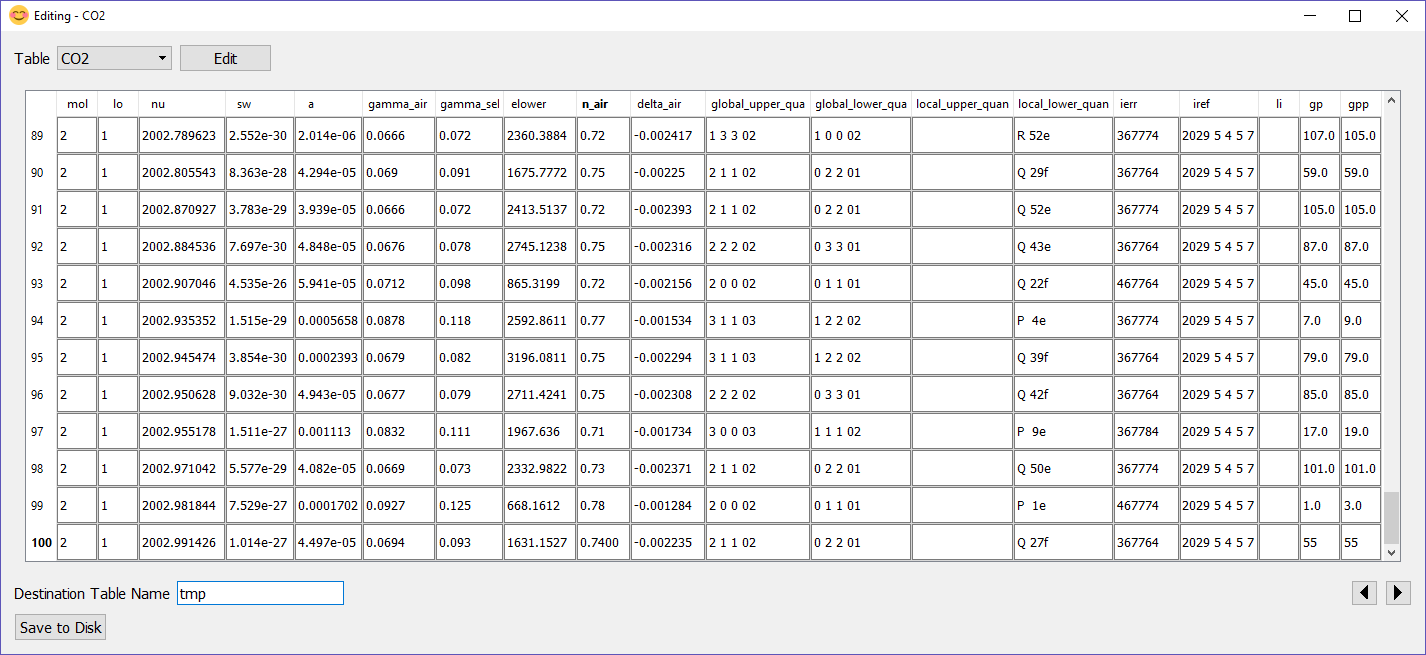 Editing - CO2
Table CO2 Edit
mol lo nu sw a gamma_air gamma_sel elower n_air delta_air global_upper_qua global_lower_qua local_upper_quan local_lower_quan ierr iref li gp gpp
89 2 1 2002.789623 2.552e-30 2.014e-06 0.0666 0.072 2360.3884 0.72 -0.002417 1 3 3 02 1 0 0 02 R 52e 367774 2029 5 4 5 7 107.0 105.0
90 2 1 2002.805543 8.363e-28 4.294e-05 0.069 0.091 1675.7772 0.75 -0.00225 2 1 1 02 0 2 2 01 Q 29f 367764 2029 5 4 5 7 59.0 59.0
91 2 1 2002.870927 3.783e-29 3.939e-05 0.0666 0.072 2413.5137 0.72 -0.002393 2 1 1 02 0 2 2 01 Q 52e 367774 2029 5 4 5 7 105.0 105.0
92 2 1 2002.884536 7.697e-30 4.848e-05 0.0676 0.078 2745.1238 0.75 -0.002316 2 2 2 02 0 3 3 01 Q 43e 367764 2029 5 4 5 7 87.0 87.0
93 2 1 2002.907046 4.535e-26 5.941e-05 0.0712 0.098 865.3199 0.72 -0.002156 2 0 0 02 0 1 1 01 Q 22f 467764 2029 5 4 5 7 45.0 45.0
94 2 1 2002.935352 1.515e-29 0.0005658 0.0878 0.118 2592.8611 0.77 -0.001534 3 1 1 03 1 2 2 02 P 4e 367774 2029 5 4 5 7 7.0 9.0
95 2 1 2002.945474 3.854e-30 0.0002393 0.0679 0.082 3196.0811 0.75 -0.002294 3 1 1 03 1 2 2 02 Q 39f 367764 2029 5 4 5 7 79.0 79.0
96 2 1 2002.950628 9.032e-30 4.943e-05 0.0677 0.079 2711.4241 0.75 -0.002308 2 2 2 02 0 3 3 01 Q 42f 367764 2029 5 4 5 7 85.0 85.0
97 2 1 2002.955178 1.511e-27 0.001113 0.0832 0.111 1967.636 0.71 -0.001734 3 0 0 03 1 1 1 02 P 9e 367784 2029 5 4 5 7 17.0 19.0
98 2 1 2002.971042 5.577e-29 4.082e-05 0.0669 0.073 2332.9822 0.73 -0.002371 2 1 1 02 0 2 2 01 Q 50e 367774 2029 5 4 5 7 101.0 101.0
99 2 1 2002.981844 7.529e-27 0.0001702 0.0927 0.125 668.1612 0.78 -0.001284 2 0 0 02 0 1 1 01 P 1e 467774 2029 5 4 5 7 1.0 3.0
100 2 1 2002.991426 1.014e-27 4.497e-05 0.0694 0.093 1631.1527 0.7400 -0.002235 2 1 1 02 0 2 2 01 Q 27f 367764 2029 5 4 5 7 55 55
Destination Table Name tmp
Save to Disk